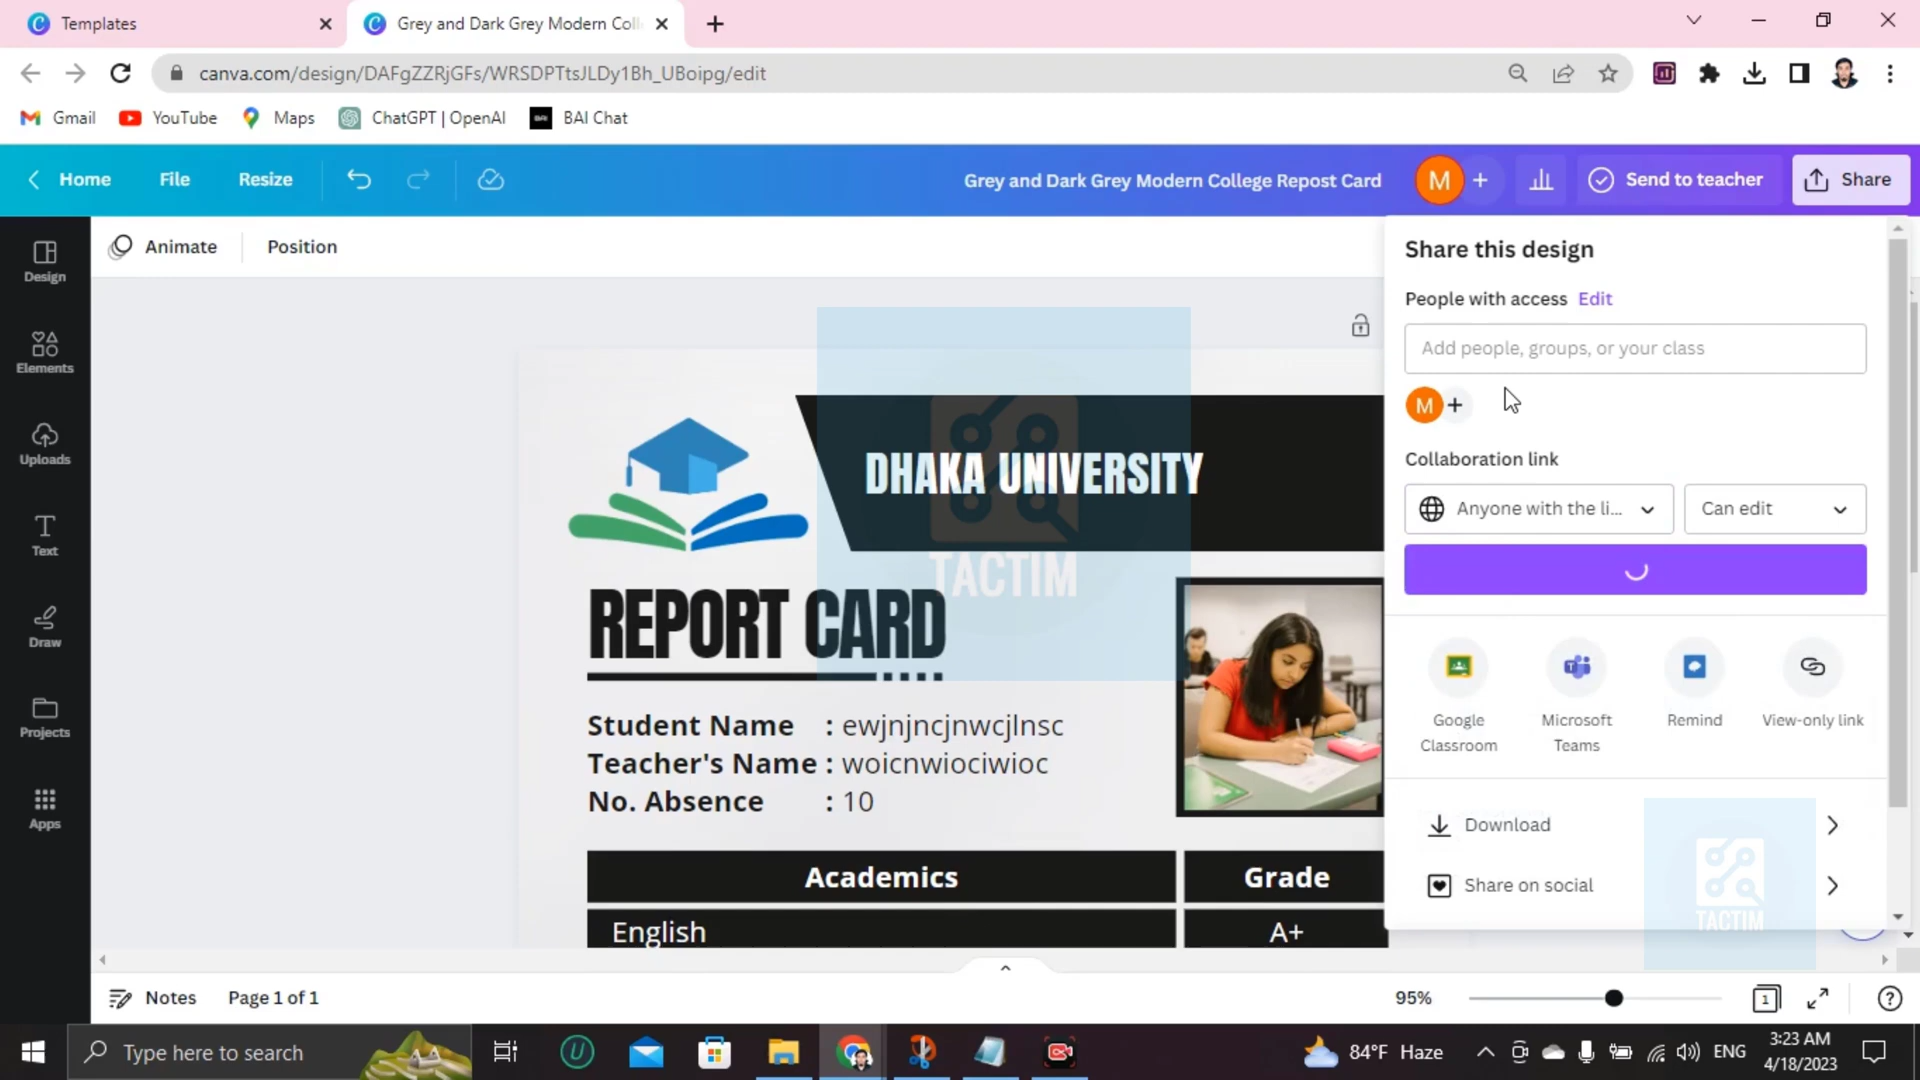 Templates
Grey and Dark Grey Modern Coll
canva.com/design/DAFgZZRjGFs/WRSDPTtsJLDy1Bh_UBoipg/edit
Gmail
YouTube
Maps
ChatGPT | OpenAI
BAI Chat
Home
File
Resize
Grey and Dark Grey Modern College Repost Card
M
Send to teacher
Share
Animate
Position
Share this design
People with access Edit
Add people, groups, or your class
M
Collaboration link
Anyone with the li...
Can edit
Google Classroom
Microsoft Teams
Remind
View-only link
Download
Share on social
TACTIM
Design
Elements
Uploads
Text
Draw
Projects
Apps
DHAKA UNIVERSITY
TACTIM
REPORT CARD
Student Name : ewjnjncjnwcjlnsc
Teacher's Name : woicnwiociwioc
No. Absence : 10
Academics
Grade
English
A+
Notes
Page 1 of 1
95%
1
Type here to search
84°F Haze
ENG
3:23 AM
4/18/2023